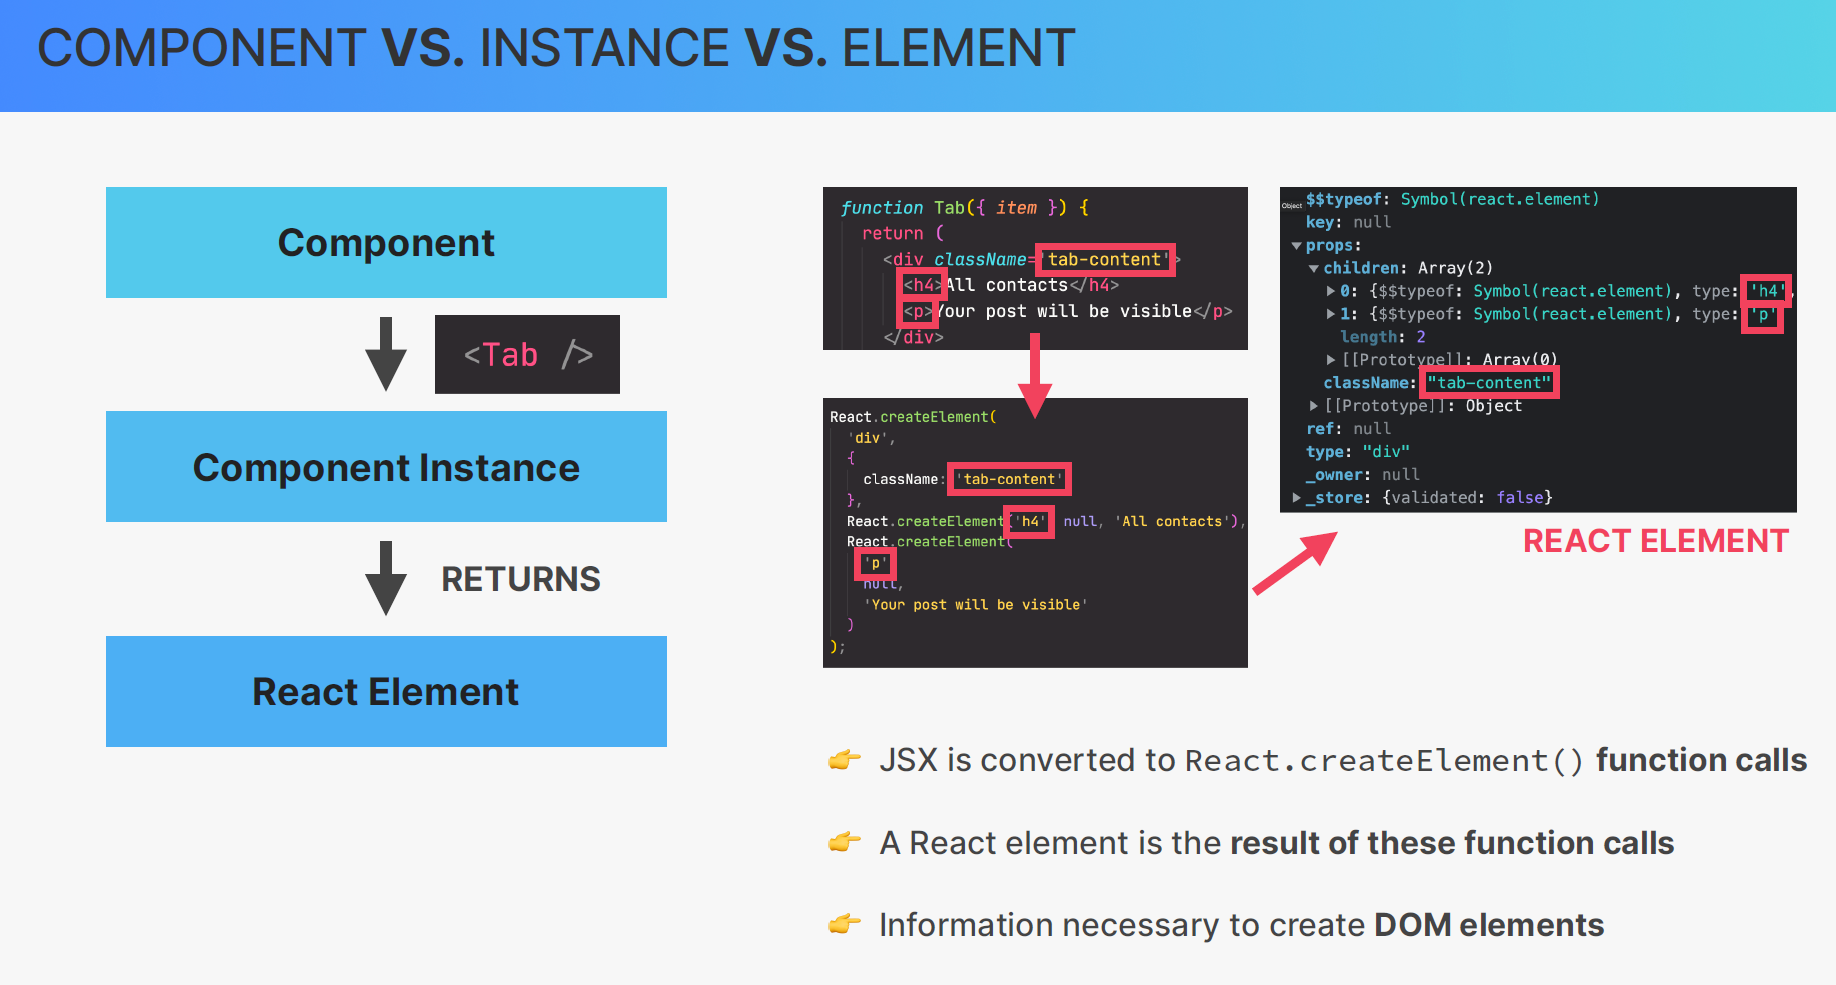 COMPONENT VS. INSTANCE VS. ELEMENT
Component
<Tab />
Component Instance
RETURNS
React Element
function Tab({ item }) {
return (
<div className='tab-content'>
<h4>All contacts</h4>
<p>Your post will be visible</p>
</div>
React.createElement(
'div',
{
className: 'tab-content'
},
React.createElement('h4', null, 'All contacts'),
React.createElement(
'p'
null,
'Your post will be visible'
)
);
Object
$$typeof: Symbol(react.element)
key: null
props:
children: Array(2)
0: {$$typeof: Symbol(react.element), type: 'h4',
1: {$$typeof: Symbol(react.element), type: 'p'
length: 2
[[Prototype]]: Array(0)
className: "tab-content"
[[Prototype]]: Object
ref: null
type: "div"
_owner: null
_store: {validated: false}
REACT ELEMENT
👉 JSX is converted to React.createElement() function calls
👉 A React element is the result of these function calls
👉 Information necessary to create DOM elements